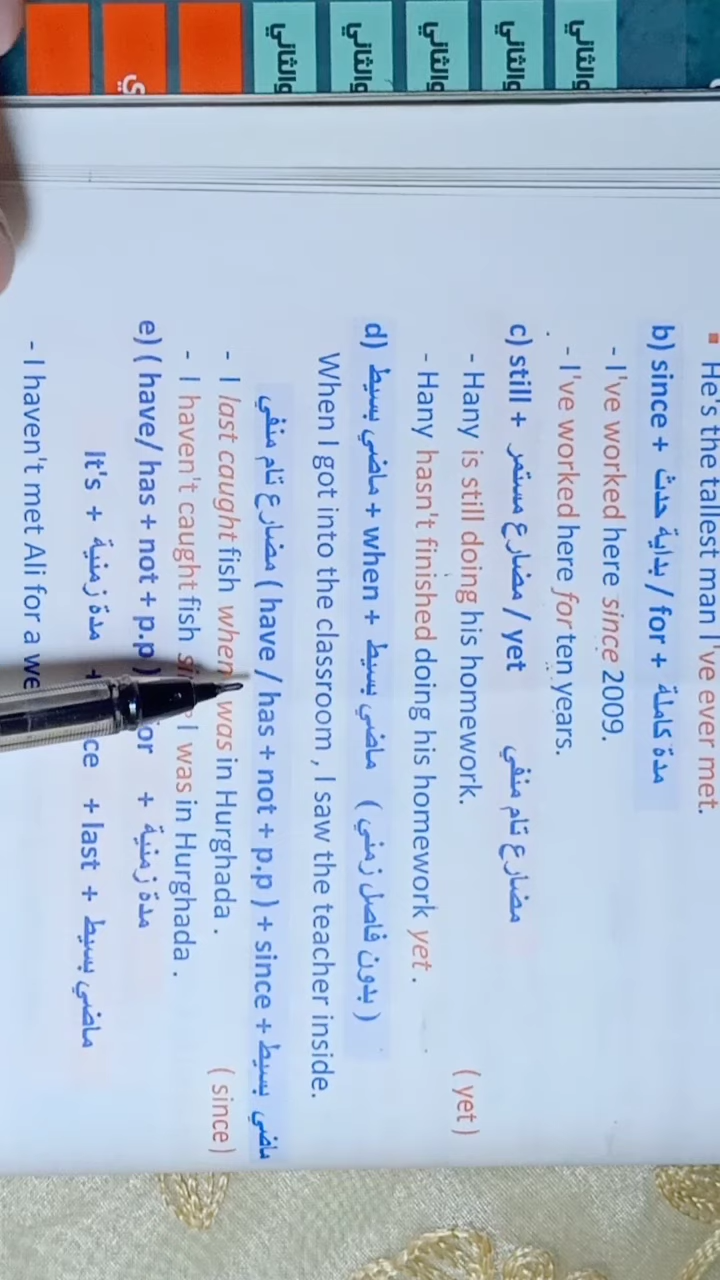 والثاني
والثاني
والثاني
والثاني
والثاني
ي
▪ He's the tallest man I've ever met.
b) since + بداية حدث / for + مدة كاملة
- I've worked here since 2009.
- I've worked here for ten years.
c) still + مضارع مستمر / yet مضارع تام منفي
- Hany is still doing his homework. ( yet )
- Hany hasn't finished doing his homework yet .
d) ماضي بسيط + when + ماضي بسيط ( بدون فاصل زمني )
When I got into the classroom , I saw the teacher inside.
مضارع تام منفي ( have / has + not + p.p ) + since + ماضي بسيط
- I last caught fish when I was in Hurghada . ( since )
- I haven't caught fish I was in Hurghada .
e) ( have/ has + not + p.p ) + مدة زمنية
It's + مدة زمنية + last + ماضي بسيط
- I haven't met Ali for a